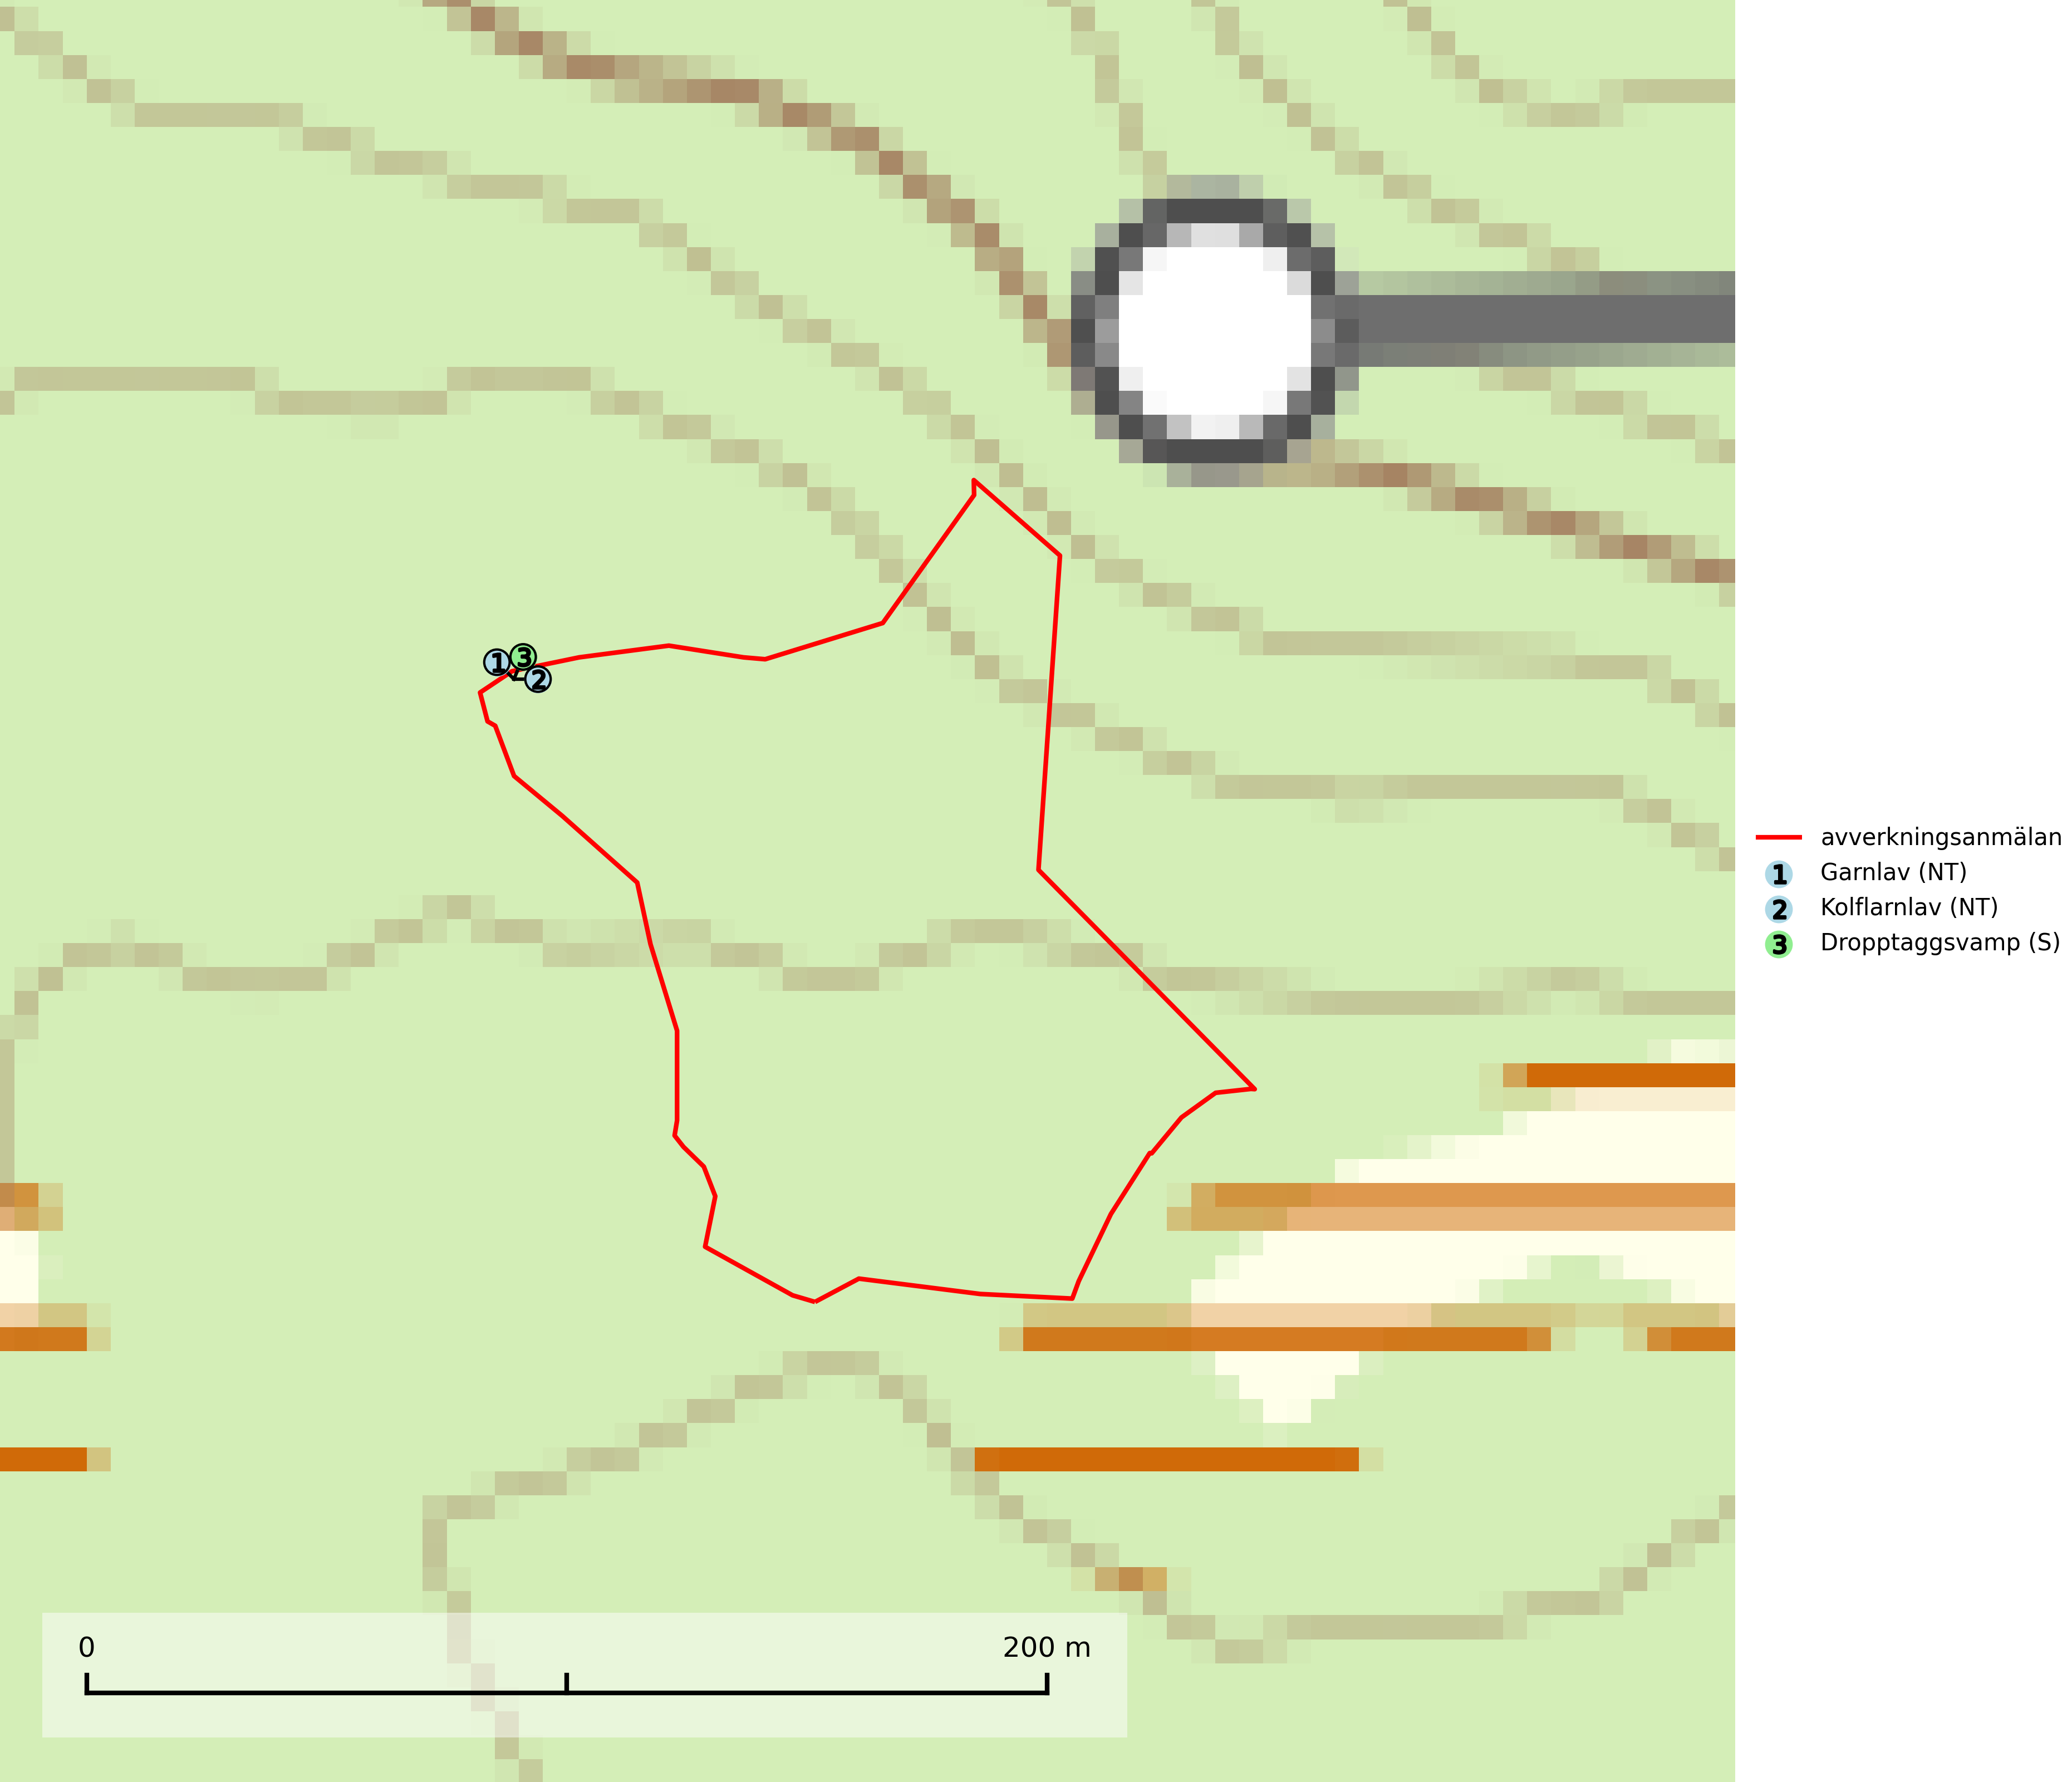 1
3
2
avverkningsanmälan
1 Garnlav (NT)
2 Kolflarnlav (NT)
3 Dropptaggsvamp (S)
0 200 m